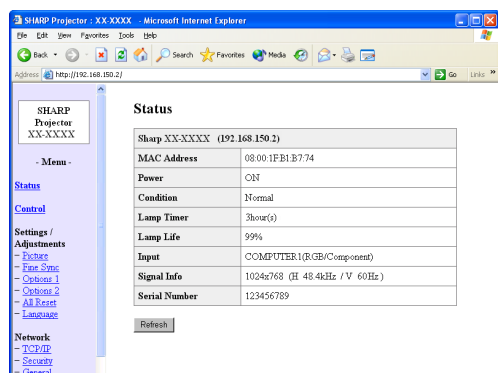 SHARP Projector : XX-XXXX - Microsoft Internet Explorer
File Edit View Favorites Tools Help
Back Search Favorites Media
Address http://192.168.150.2/ Go Links »
SHARP
Projector
XX-XXXX
- Menu -
Status
Control
Settings /
Adjustments
– Picture
– Fine Sync
– Options 1
– Options 2
– All Reset
– Language
Network
– TCP/IP
– Security
– General
Status
Sharp XX-XXXX (192.168.150.2)
MAC Address 08:00:1F:B1:B7:74
Power ON
Condition Normal
Lamp Timer 3hour(s)
Lamp Life 99%
Input COMPUTER1(RGB/Component)
Signal Info 1024x768 (H 48.4kHz / V 60Hz )
Serial Number 123456789
Refresh